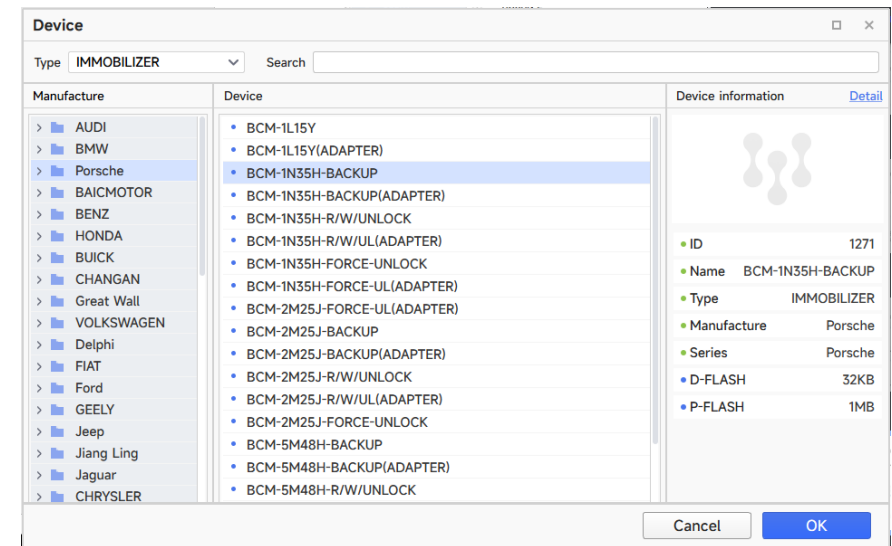 Device
Type IMMOBILIZER Search
Manufacture
AUDI
BMW
Porsche
BAICMOTOR
BENZ
HONDA
BUICK
CHANGAN
Great Wall
VOLKSWAGEN
Delphi
FIAT
Ford
GEELY
Jeep
Jiang Ling
Jaguar
CHRYSLER
Device
BCM-1L15Y
BCM-1L15Y(ADAPTER)
BCM-1N35H-BACKUP
BCM-1N35H-BACKUP(ADAPTER)
BCM-1N35H-R/W/UNLOCK
BCM-1N35H-R/W/UL(ADAPTER)
BCM-1N35H-FORCE-UNLOCK
BCM-1N35H-FORCE-UL(ADAPTER)
BCM-2M25J-FORCE-UL(ADAPTER)
BCM-2M25J-BACKUP
BCM-2M25J-BACKUP(ADAPTER)
BCM-2M25J-R/W/UNLOCK
BCM-2M25J-R/W/UL(ADAPTER)
BCM-2M25J-FORCE-UNLOCK
BCM-5M48H-BACKUP
BCM-5M48H-BACKUP(ADAPTER)
BCM-5M48H-R/W/UNLOCK
Device information Detail
ID 1271
Name BCM-1N35H-BACKUP
Type IMMOBILIZER
Manufacture Porsche
Series Porsche
D-FLASH 32KB
P-FLASH 1MB
Cancel OK